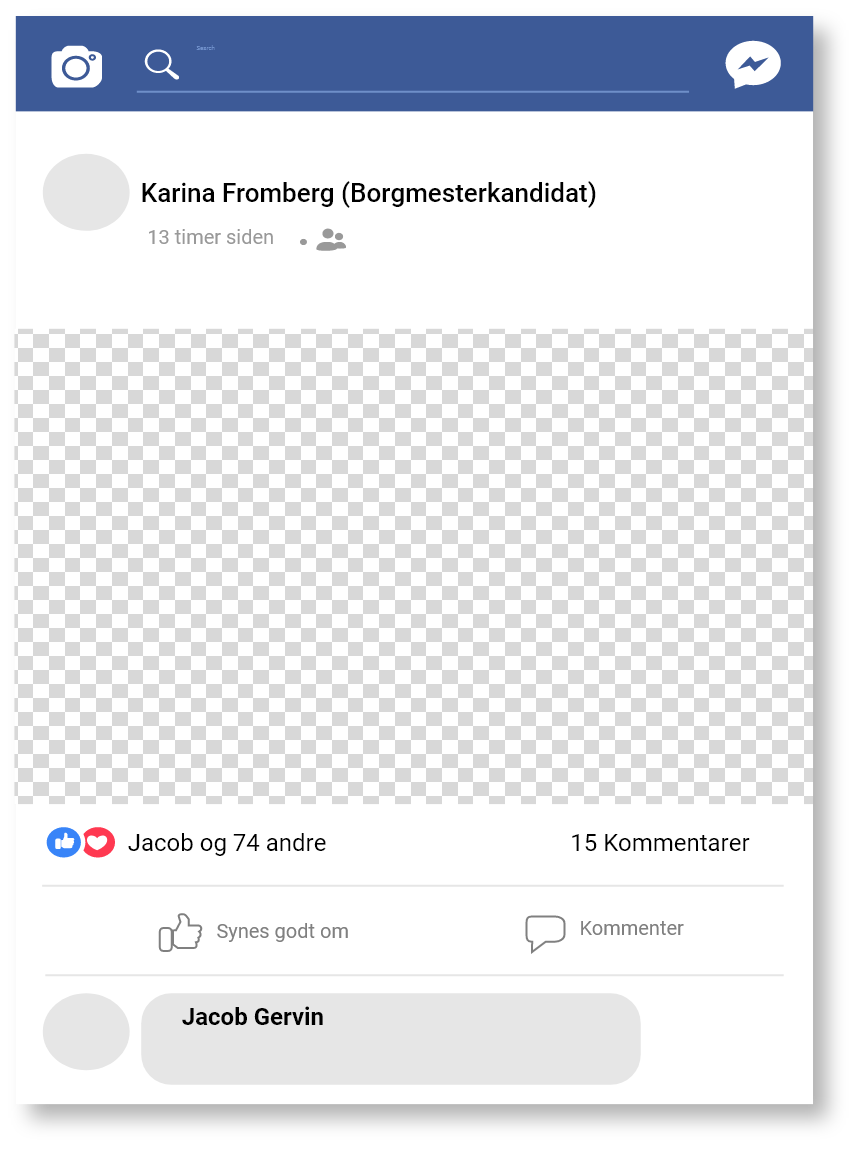 Search
Karina Fromberg (Borgmesterkandidat)
13 timer siden
Jacob og 74 andre
15 Kommentarer
Synes godt om
Kommenter
Jacob Gervin